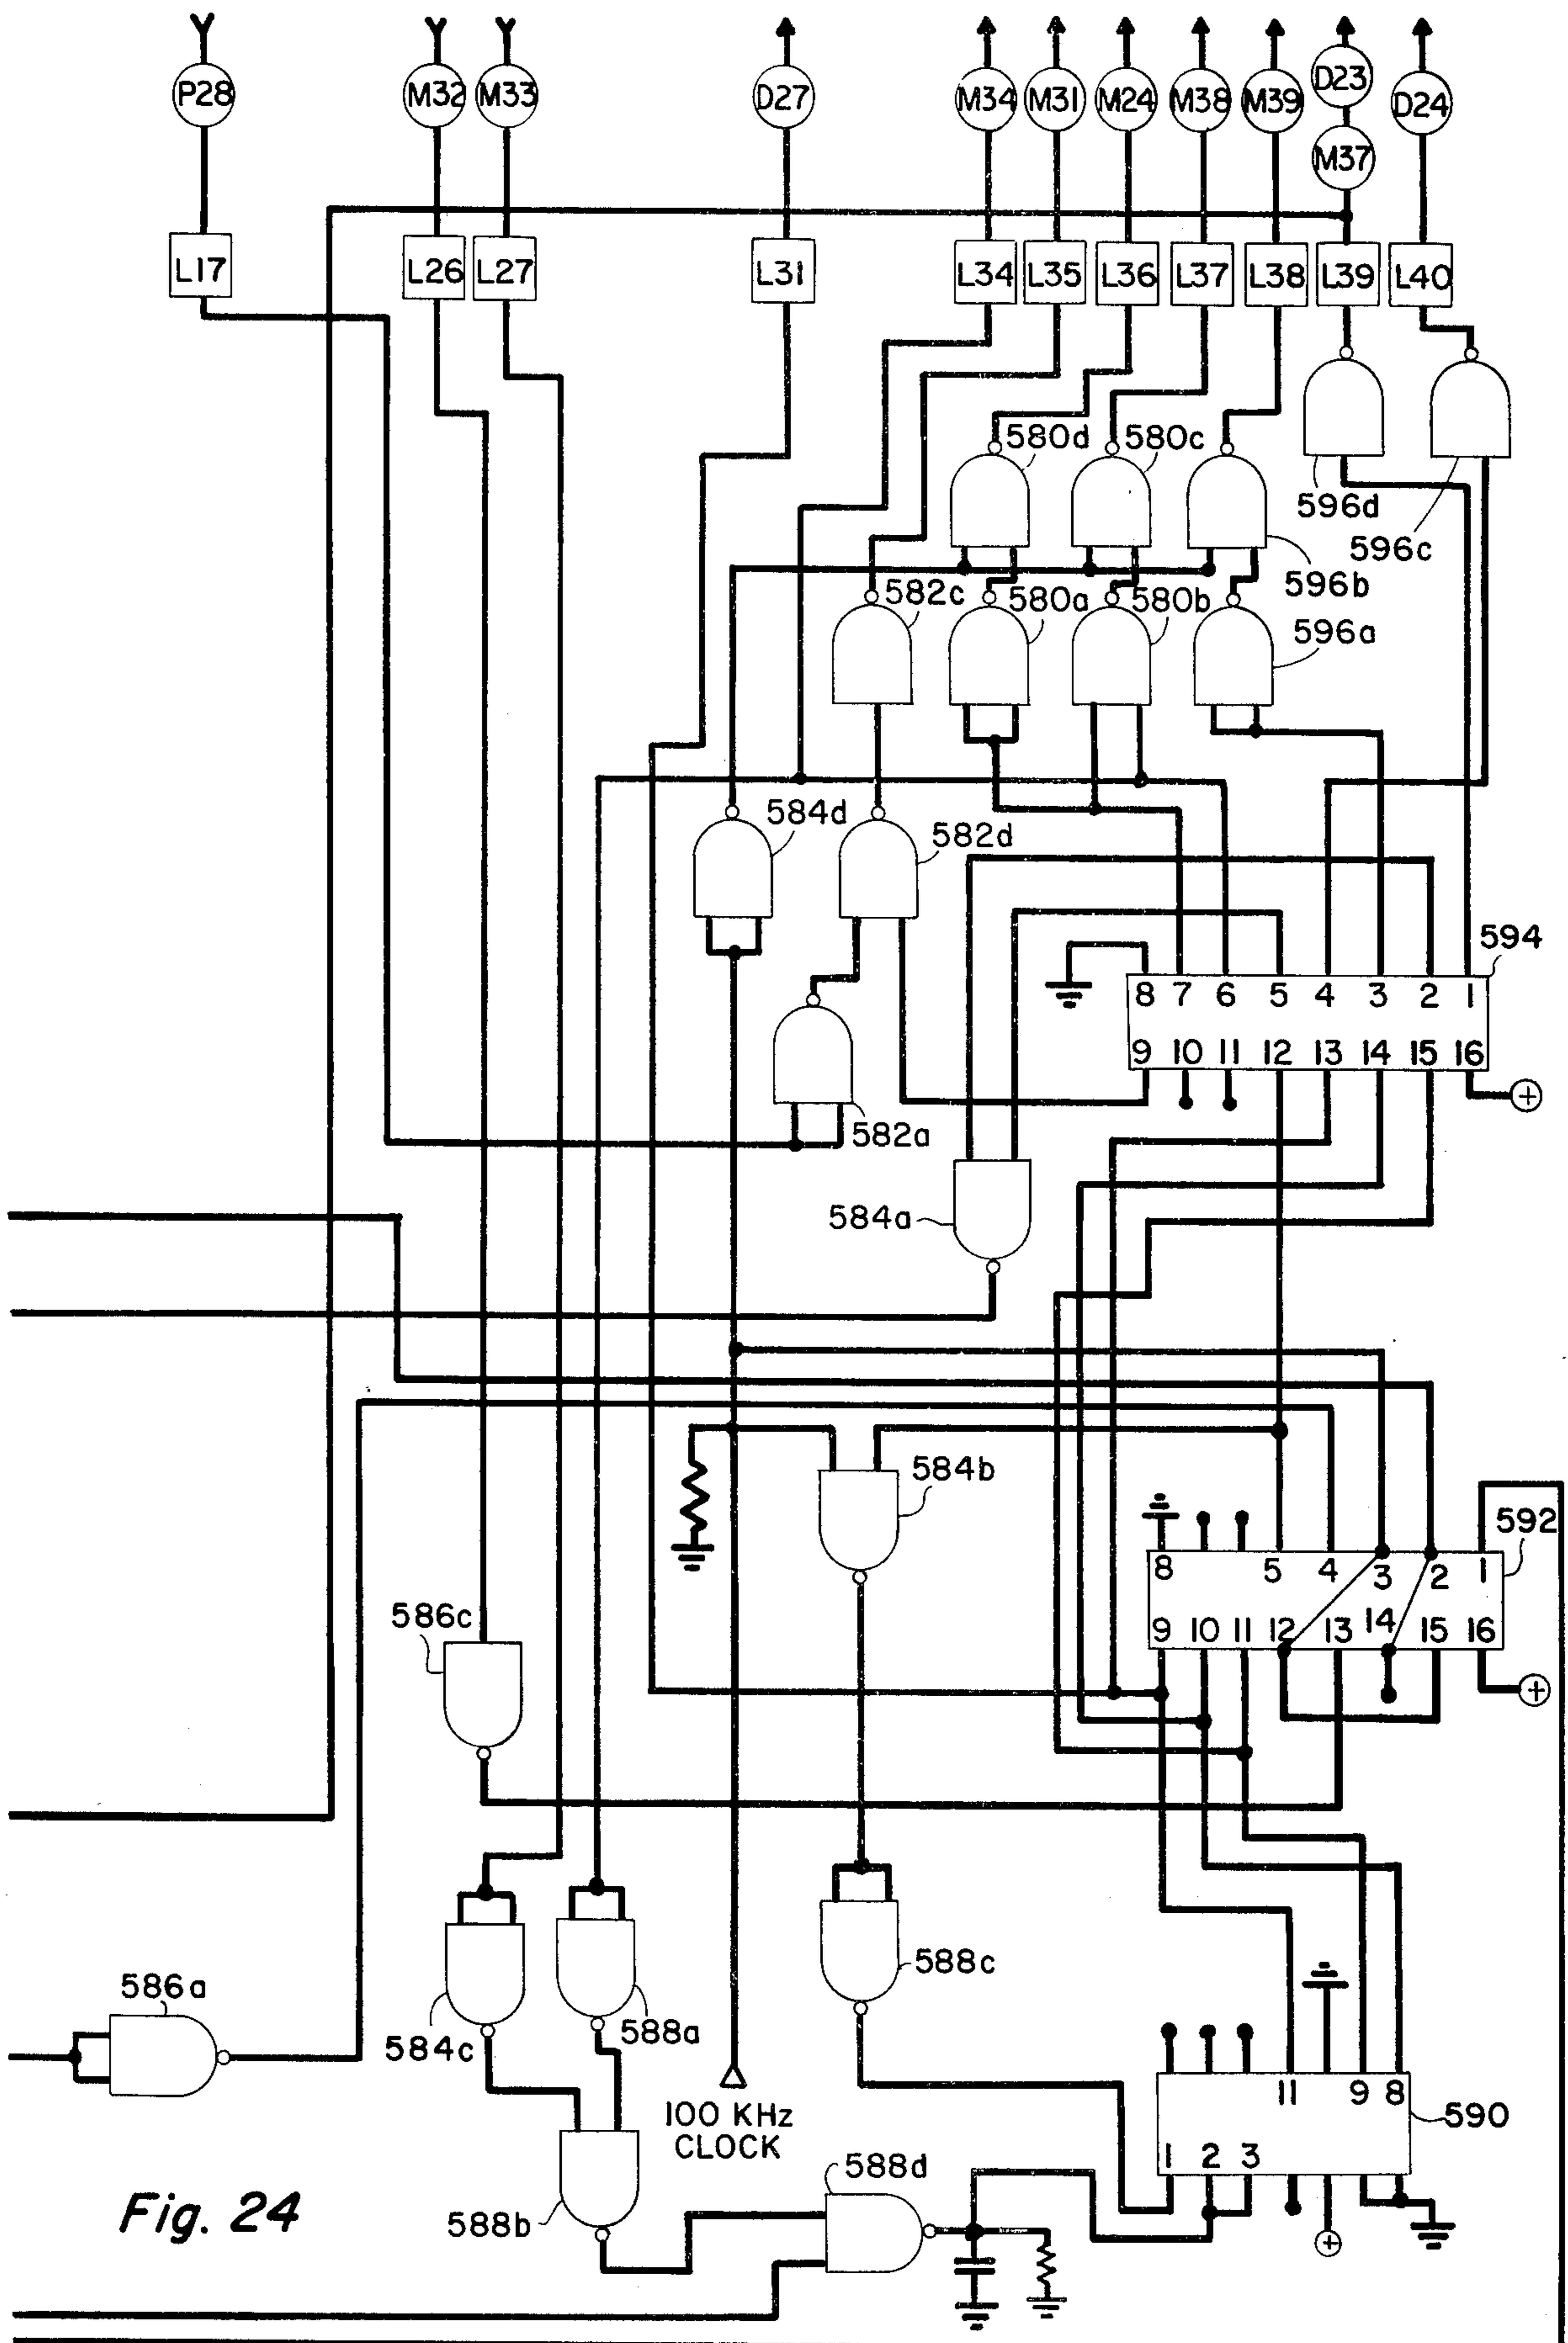 P28 M32 M33 D27 M34 M31 M24 M38 M39 D23 D24
M37
L17 L26 L27 L31 L34 L35 L36 L37 L38 L39 L40
580d 580c
596d
596c
582c 580a 580b 596b
596a
584d 582d
594
8 7 6 5 4 3 2 1
9 10 11 12 13 14 15 16
582a
584a
584b
592
8 5 4 3 2 1
9 10 11 12 13 14 15 16
586c
588c
586a
584c 588a
11 9 8
590
100 KHz
CLOCK
1 2 3
588d
588b
Fig. 24